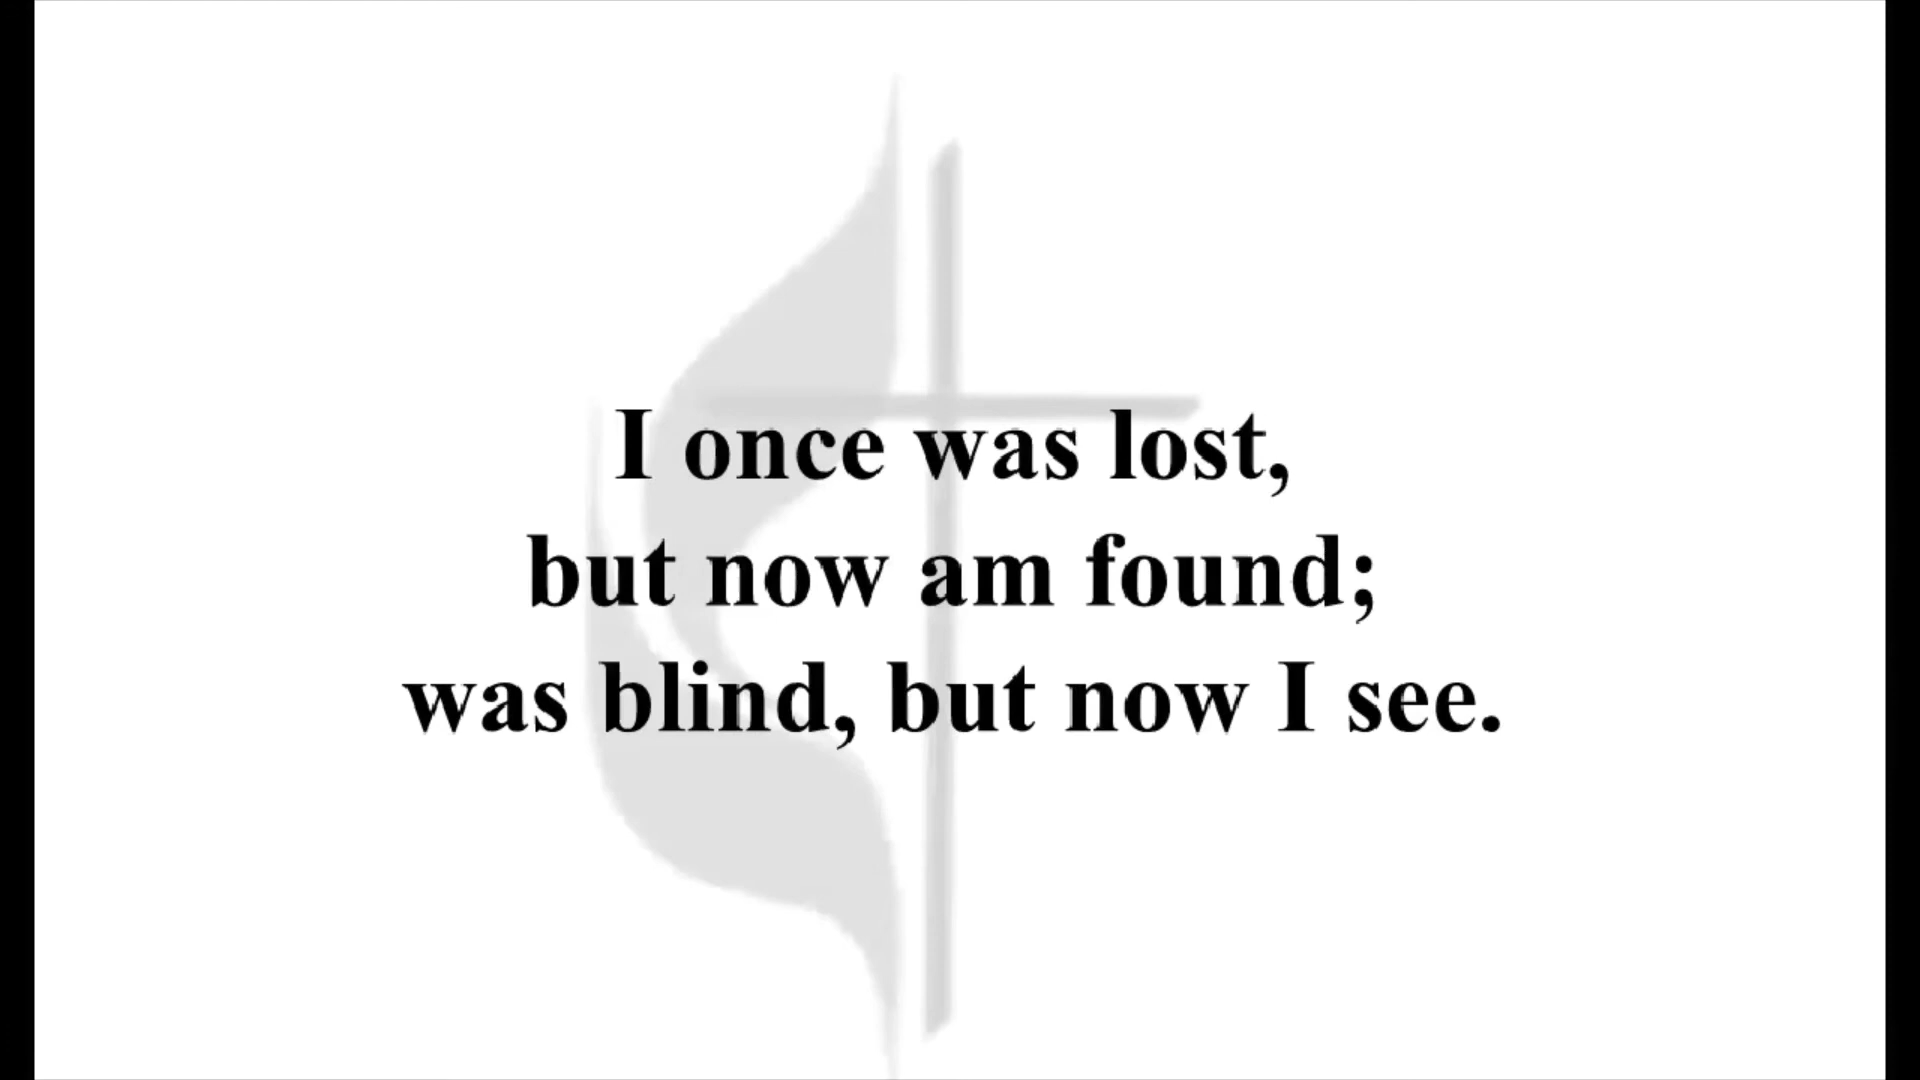 I once was lost,
but now am found;
was blind, but now I see.